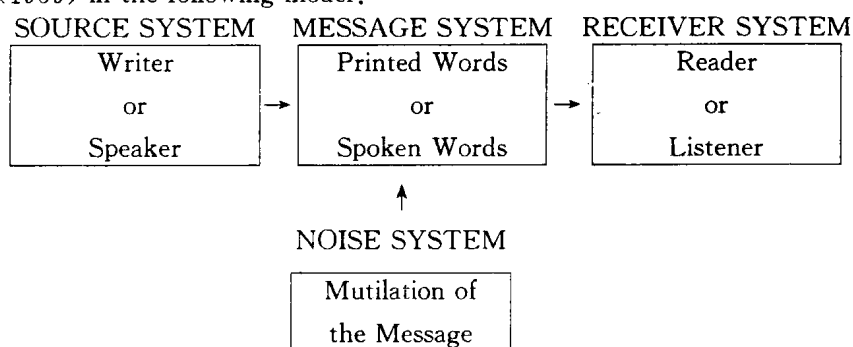 (1969) in the following model:
SOURCE SYSTEM MESSAGE SYSTEM RECEIVER SYSTEM
Writer Printed Words Reader
or → or → or
Speaker Spoken Words Listener
↑
NOISE SYSTEM
Mutilation of
the Message